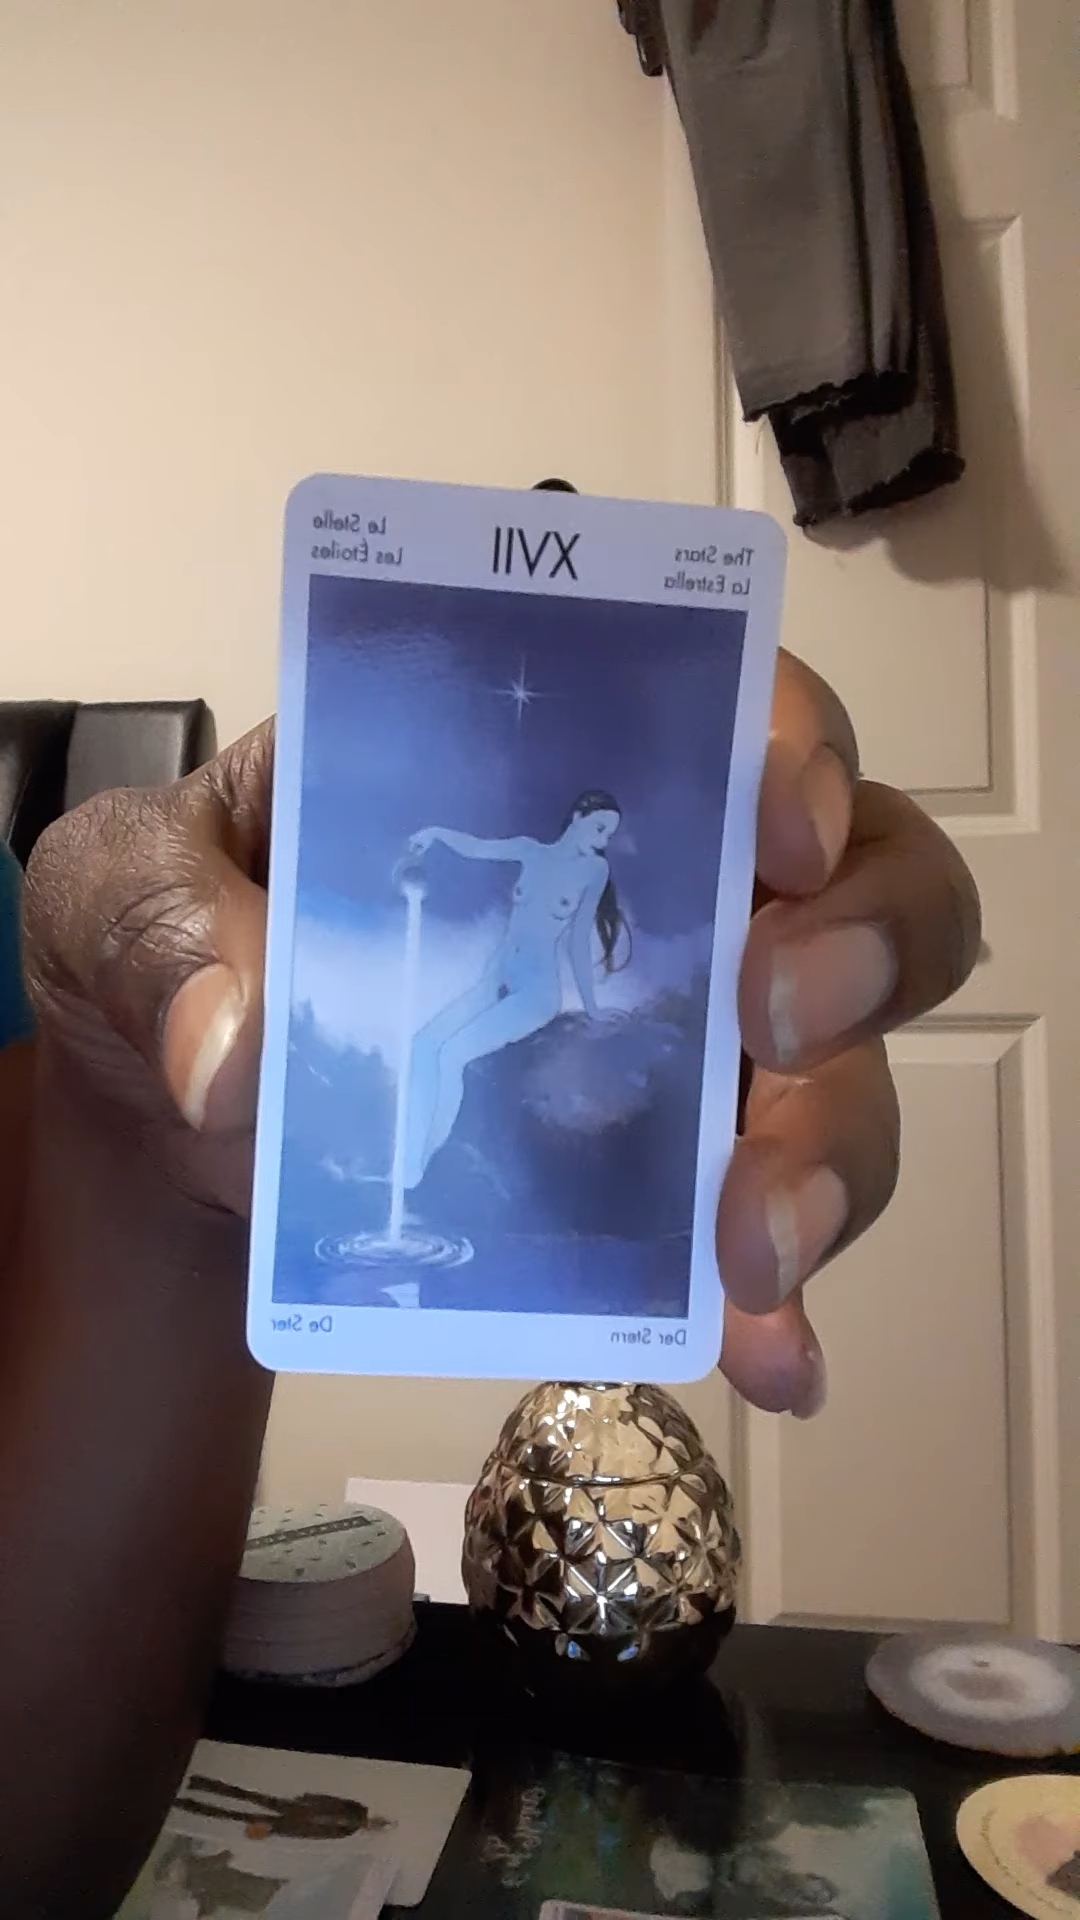 XVII
The Stars
La Estrella
Le Stelle
Les Étoiles
Der Stern
De Ster